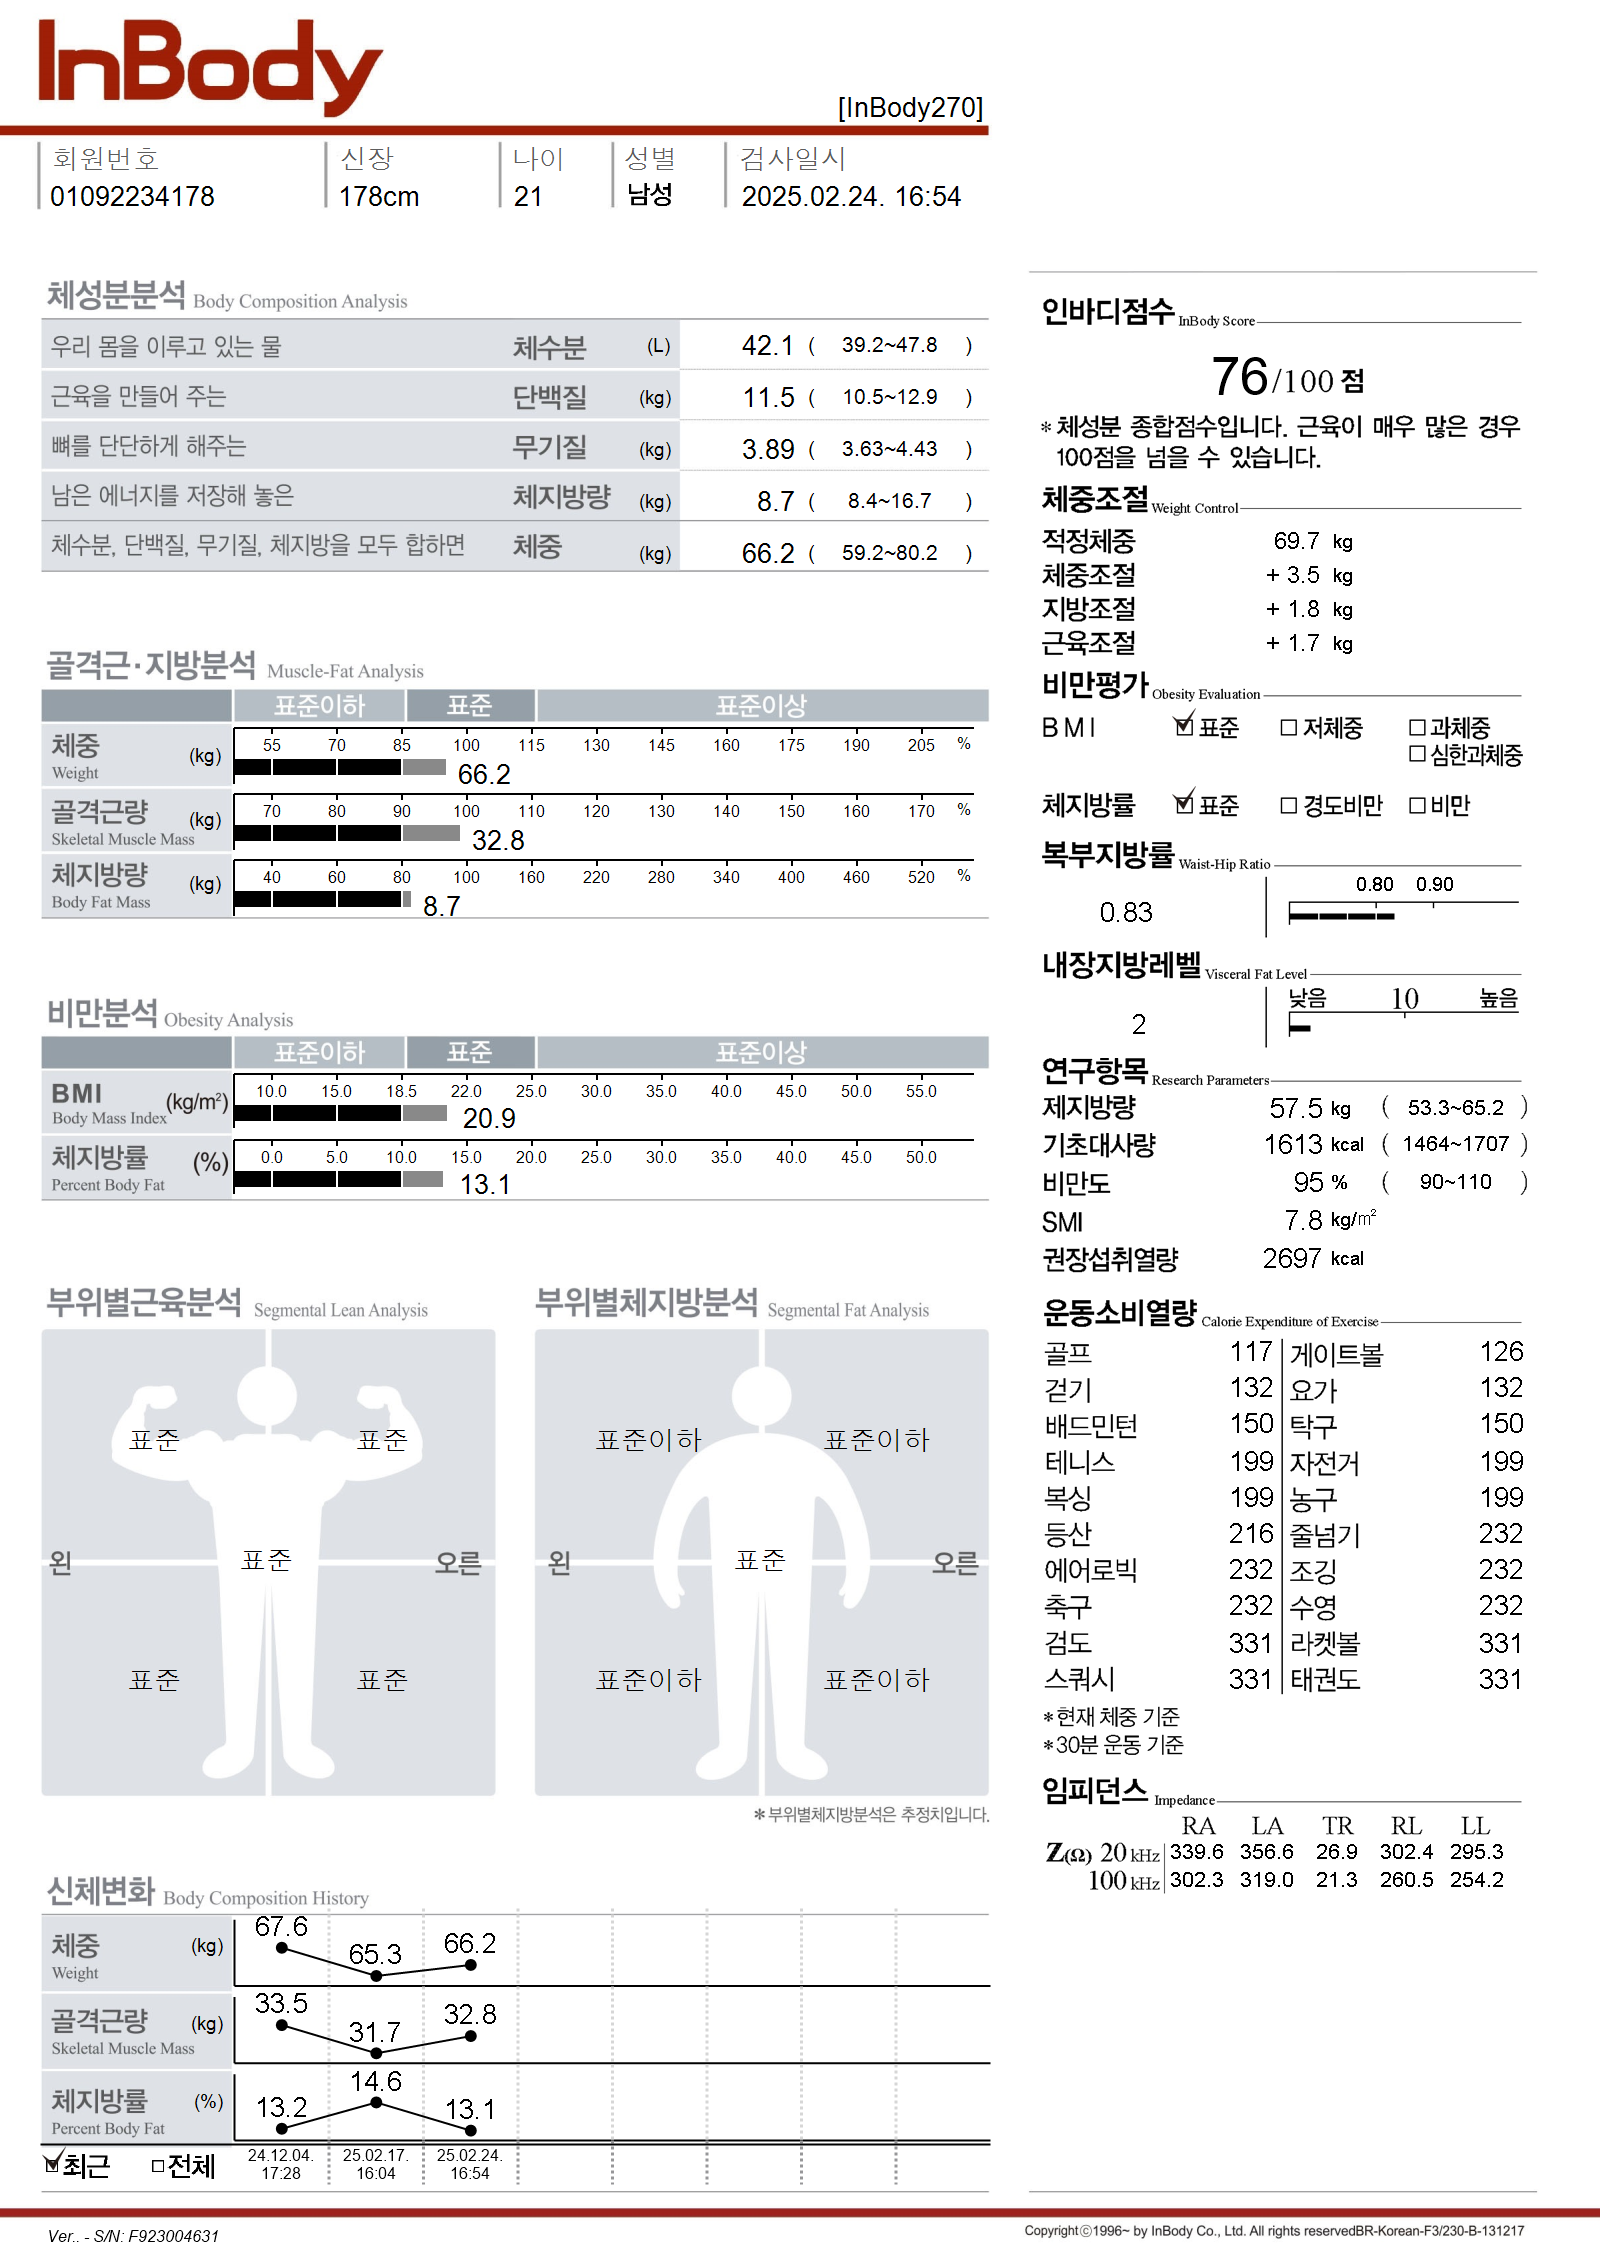 InBody
[InBody270]
회원번호 신장 나이 성별 검사일시
01092234178 178cm 21 남성 2025.02.24. 16:54
체성분분석 Body Composition Analysis
우리 몸을 이루고 있는 물 체수분 (L) 42.1 ( 39.2~47.8 )
근육을 만들어 주는 단백질 (kg) 11.5 ( 10.5~12.9 )
뼈를 단단하게 해주는 무기질 (kg) 3.89 ( 3.63~4.43 )
남은 에너지를 저장해 놓은 체지방량 (kg) 8.7 ( 8.4~16.7 )
체수분, 단백질, 무기질, 체지방을 모두 합하면 체중 (kg) 66.2 ( 59.2~80.2 )
골격근·지방분석 Muscle-Fat Analysis
표준이하 표준 표준이상
체중 (kg) 55 70 85 100 115 130 145 160 175 190 205 %
Weight 66.2
골격근량 (kg) 70 80 90 100 110 120 130 140 150 160 170 %
Skeletal Muscle Mass 32.8
체지방량 (kg) 40 60 80 100 160 220 280 340 400 460 520 %
Body Fat Mass 8.7
비만분석 Obesity Analysis
표준이하 표준 표준이상
BMI (kg/m²) 10.0 15.0 18.5 22.0 25.0 30.0 35.0 40.0 45.0 50.0 55.0
Body Mass Index 20.9
체지방률 (%) 0.0 5.0 10.0 15.0 20.0 25.0 30.0 35.0 40.0 45.0 50.0
Percent Body Fat 13.1
부위별근육분석 Segmental Lean Analysis
표준 표준
왼 표준 오른
표준 표준
부위별체지방분석 Segmental Fat Analysis
표준이하 표준이하
왼 표준 오른
표준이하 표준이하
*부위별체지방분석은 추정치입니다.
신체변화 Body Composition History
체중 (kg) 67.6 65.3 66.2
Weight
골격근량 (kg) 33.5 31.7 32.8
Skeletal Muscle Mass
체지방률 (%) 13.2 14.6 13.1
Percent Body Fat
최근 전체 24.12.04. 25.02.17. 25.02.24.
17:28 16:04 16:54
인바디점수 InBody Score
76/100 점
* 체성분 종합점수입니다. 근육이 매우 많은 경우
100점을 넘을 수 있습니다.
체중조절 Weight Control
적정체중 69.7 kg
체중조절 + 3.5 kg
지방조절 + 1.8 kg
근육조절 + 1.7 kg
비만평가 Obesity Evaluation
BMI 표준 저체중 과체중
심한과체중
체지방률 표준 경도비만 비만
복부지방률 Waist-Hip Ratio
0.83 0.80 0.90
내장지방레벨 Visceral Fat Level
2 낮음 10 높음
연구항목 Research Parameters
제지방량 57.5 kg ( 53.3~65.2 )
기초대사량 1613 kcal ( 1464~1707 )
비만도 95 % ( 90~110 )
SMI 7.8 kg/m²
권장섭취열량 2697 kcal
운동소비열량 Calorie Expenditure of Exercise
골프 117 게이트볼 126
걷기 132 요가 132
배드민턴 150 탁구 150
테니스 199 자전거 199
복싱 199 농구 199
등산 216 줄넘기 232
에어로빅 232 조깅 232
축구 232 수영 232
검도 331 라켓볼 331
스쿼시 331 태권도 331
*현재 체중 기준
*30분 운동 기준
임피던스 Impedance
RA LA TR RL LL
Z(Ω) 20 kHz 339.6 356.6 26.9 302.4 295.3
100 kHz 302.3 319.0 21.3 260.5 254.2
Ver.. - S/N: F923004631
Copyrightⓒ1996~ by InBody Co., Ltd. All rights reservedBR-Korean-F3/230-B-131217